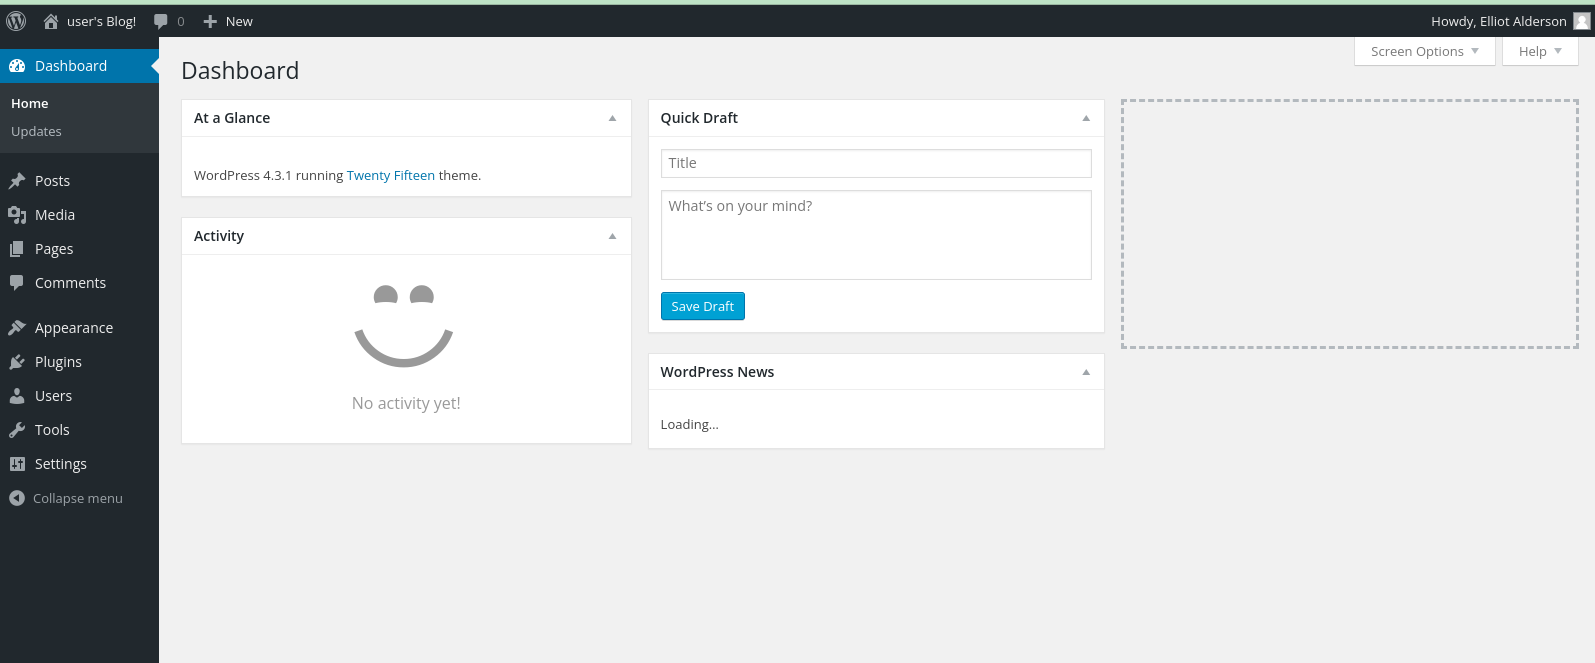 user's Blog!
0
New
Howdy, Elliot Alderson
Dashboard
Home
Updates
Posts
Media
Pages
Comments
Appearance
Plugins
Users
Tools
Settings
Collapse menu
Screen Options
Help
Dashboard
At a Glance
WordPress 4.3.1 running Twenty Fifteen theme.
Activity
No activity yet!
Quick Draft
Title
What's on your mind?
Save Draft
WordPress News
Loading...